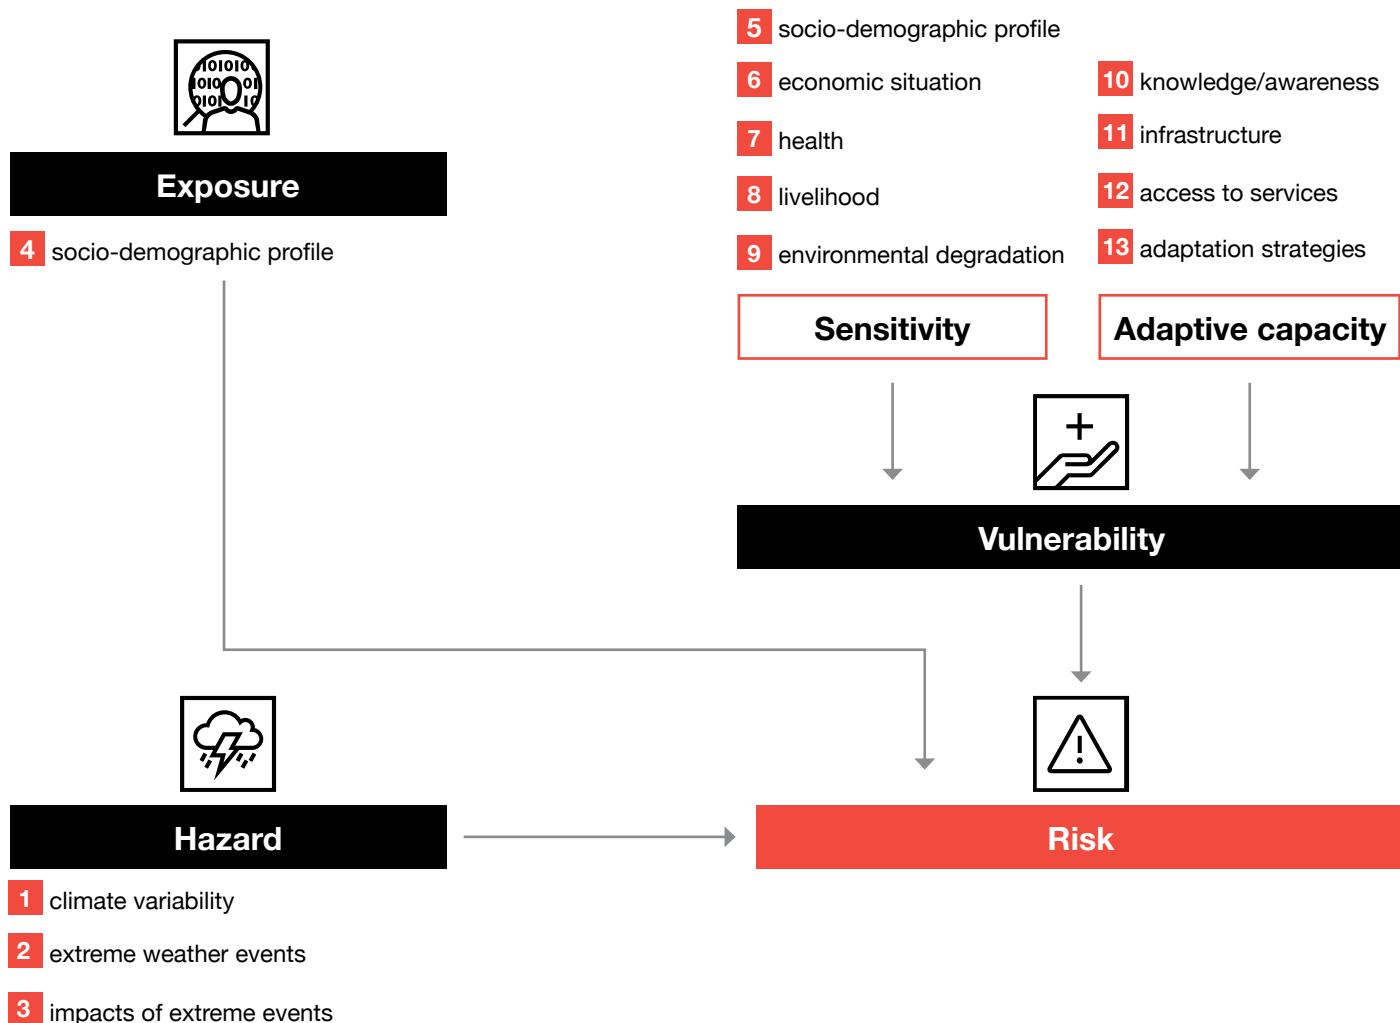 Exposure
4 socio-demographic profile
5 socio-demographic profile
6 economic situation
7 health
8 livelihood
9 environmental degradation
10 knowledge/awareness
11 infrastructure
12 access to services
13 adaptation strategies
Sensitivity
Adaptive capacity
Vulnerability
Hazard
Risk
1 climate variability
2 extreme weather events
3 impacts of extreme events